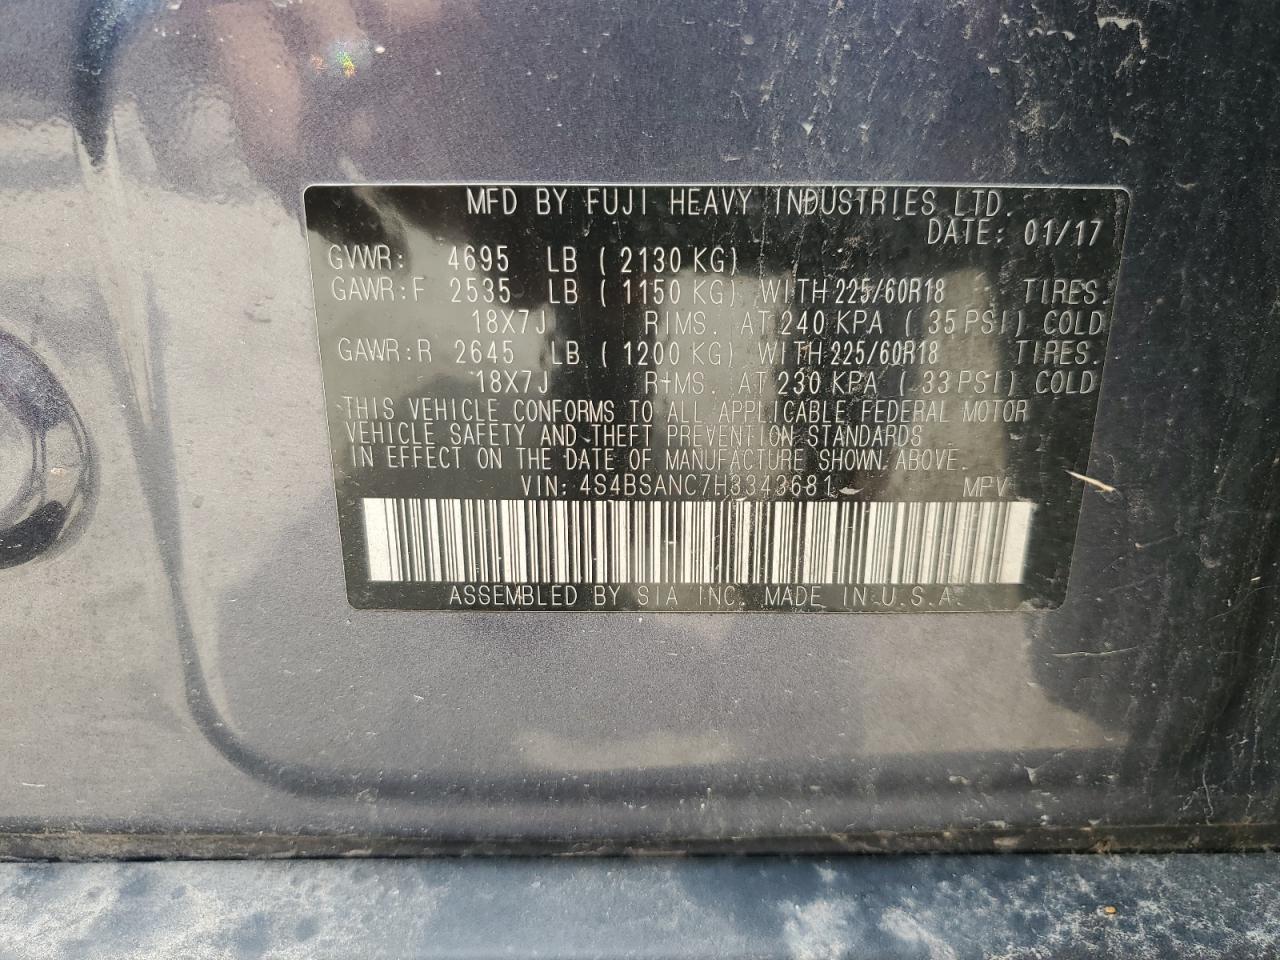 MFD BY FUJI HEAVY INDUSTRIES LTD.
DATE: 01/17
GVWR: 4695 LB (2130 KG)
GAWR:F 2535 LB (1150 KG) WITH 225/60R18 TIRES.
18X7J RIMS. AT 240 KPA (35 PSI) COLD
GAWR:R 2645 LB (1200 KG) WITH 225/60R18 TIRES.
18X7J RIMS. AT 230 KPA (33 PSI) COLD
THIS VEHICLE CONFORMS TO ALL APPLICABLE FEDERAL MOTOR
VEHICLE SAFETY AND THEFT PREVENTION STANDARDS
IN EFFECT ON THE DATE OF MANUFACTURE SHOWN ABOVE.
VIN: 4S4BSANC7H3343681 MPV
ASSEMBLED BY SIA INC. MADE IN U.S.A.